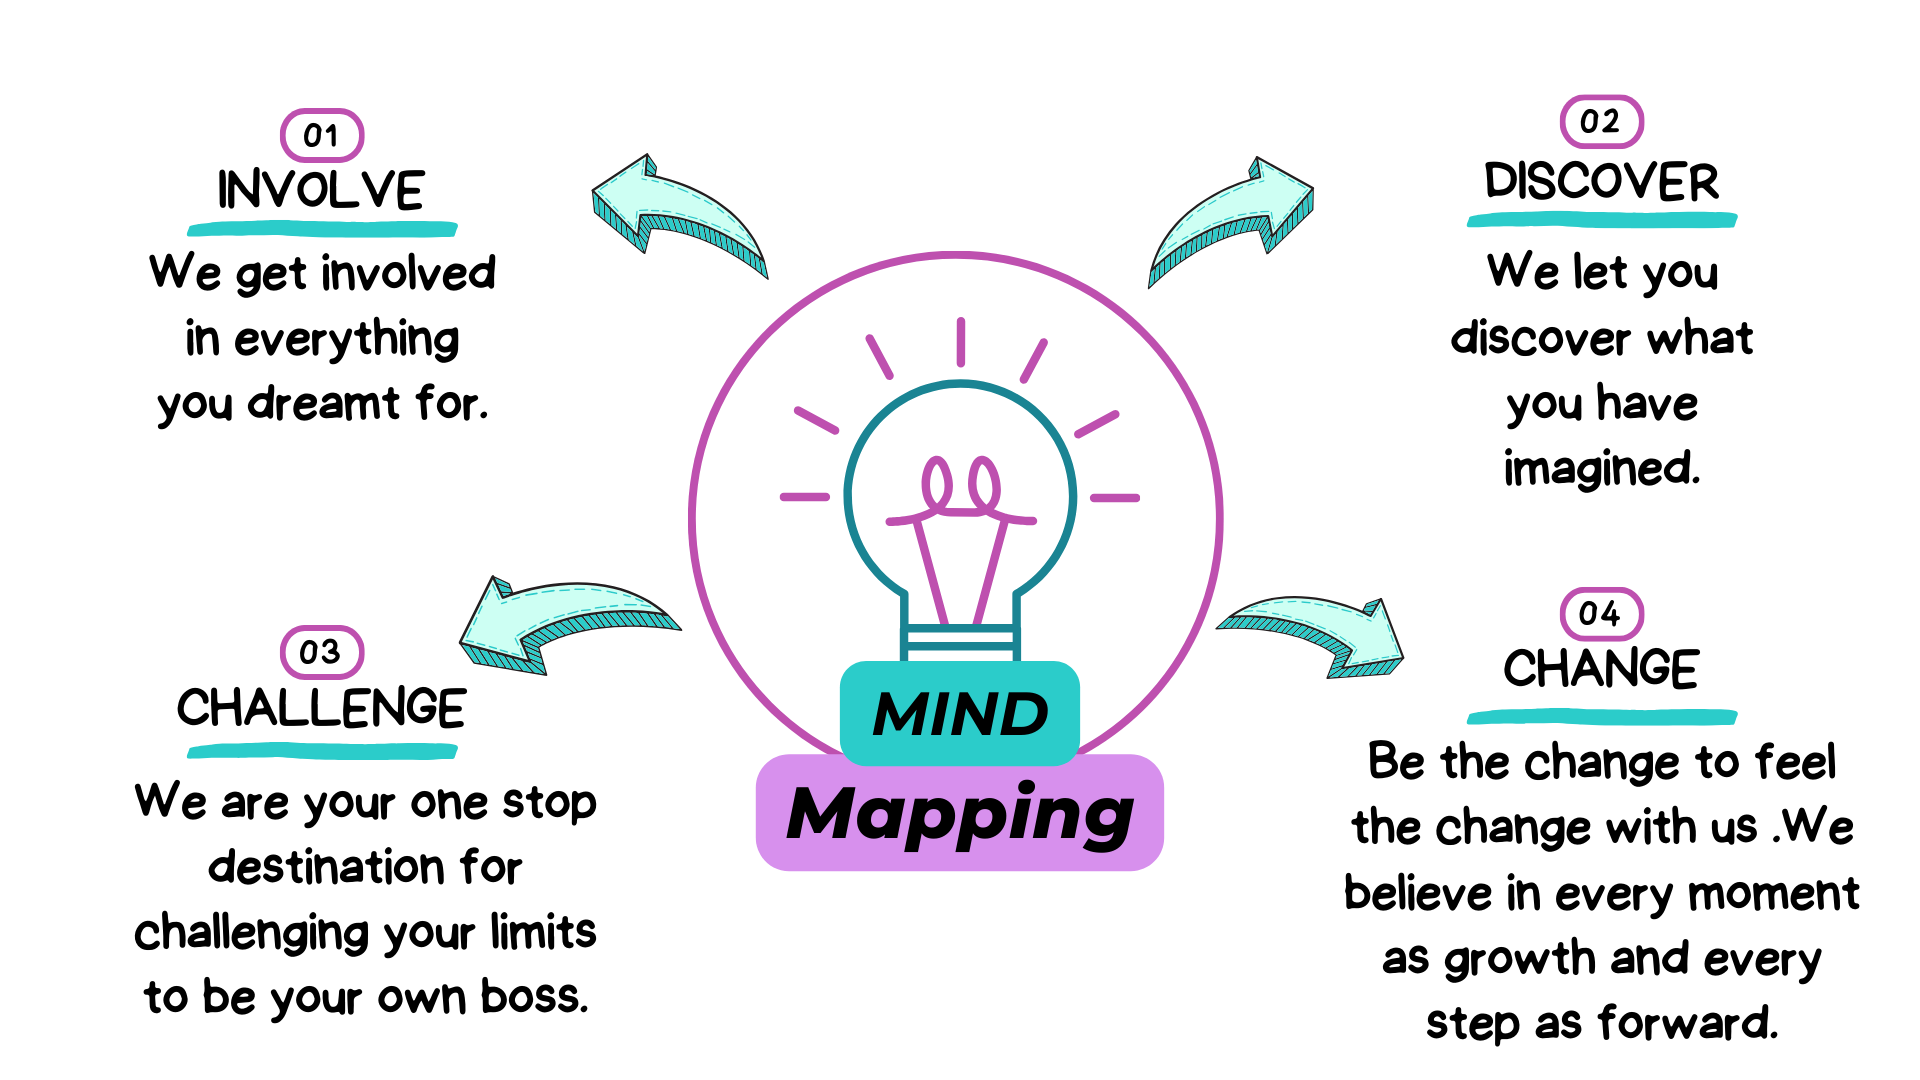 01
INVOLVE
We get involved
in everything
you dreamt for.
02
DISCOVER
We let you
discover what
you have
imagined.
MIND
Mapping
03
CHALLENGE
We are your one stop
destination for
challenging your limits
to be your own boss.
04
CHANGE
Be the change to feel
the change with us .We
believe in every moment
as growth and every
step as forward.